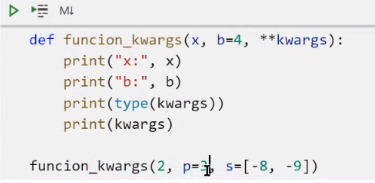 M↓
def funcion_kwargs(x, b=4, **kwargs):
    print("x:", x)
    print("b:", b)
    print(type(kwargs))
    print(kwargs)
funcion_kwargs(2, p=3, s=[-8, -9])